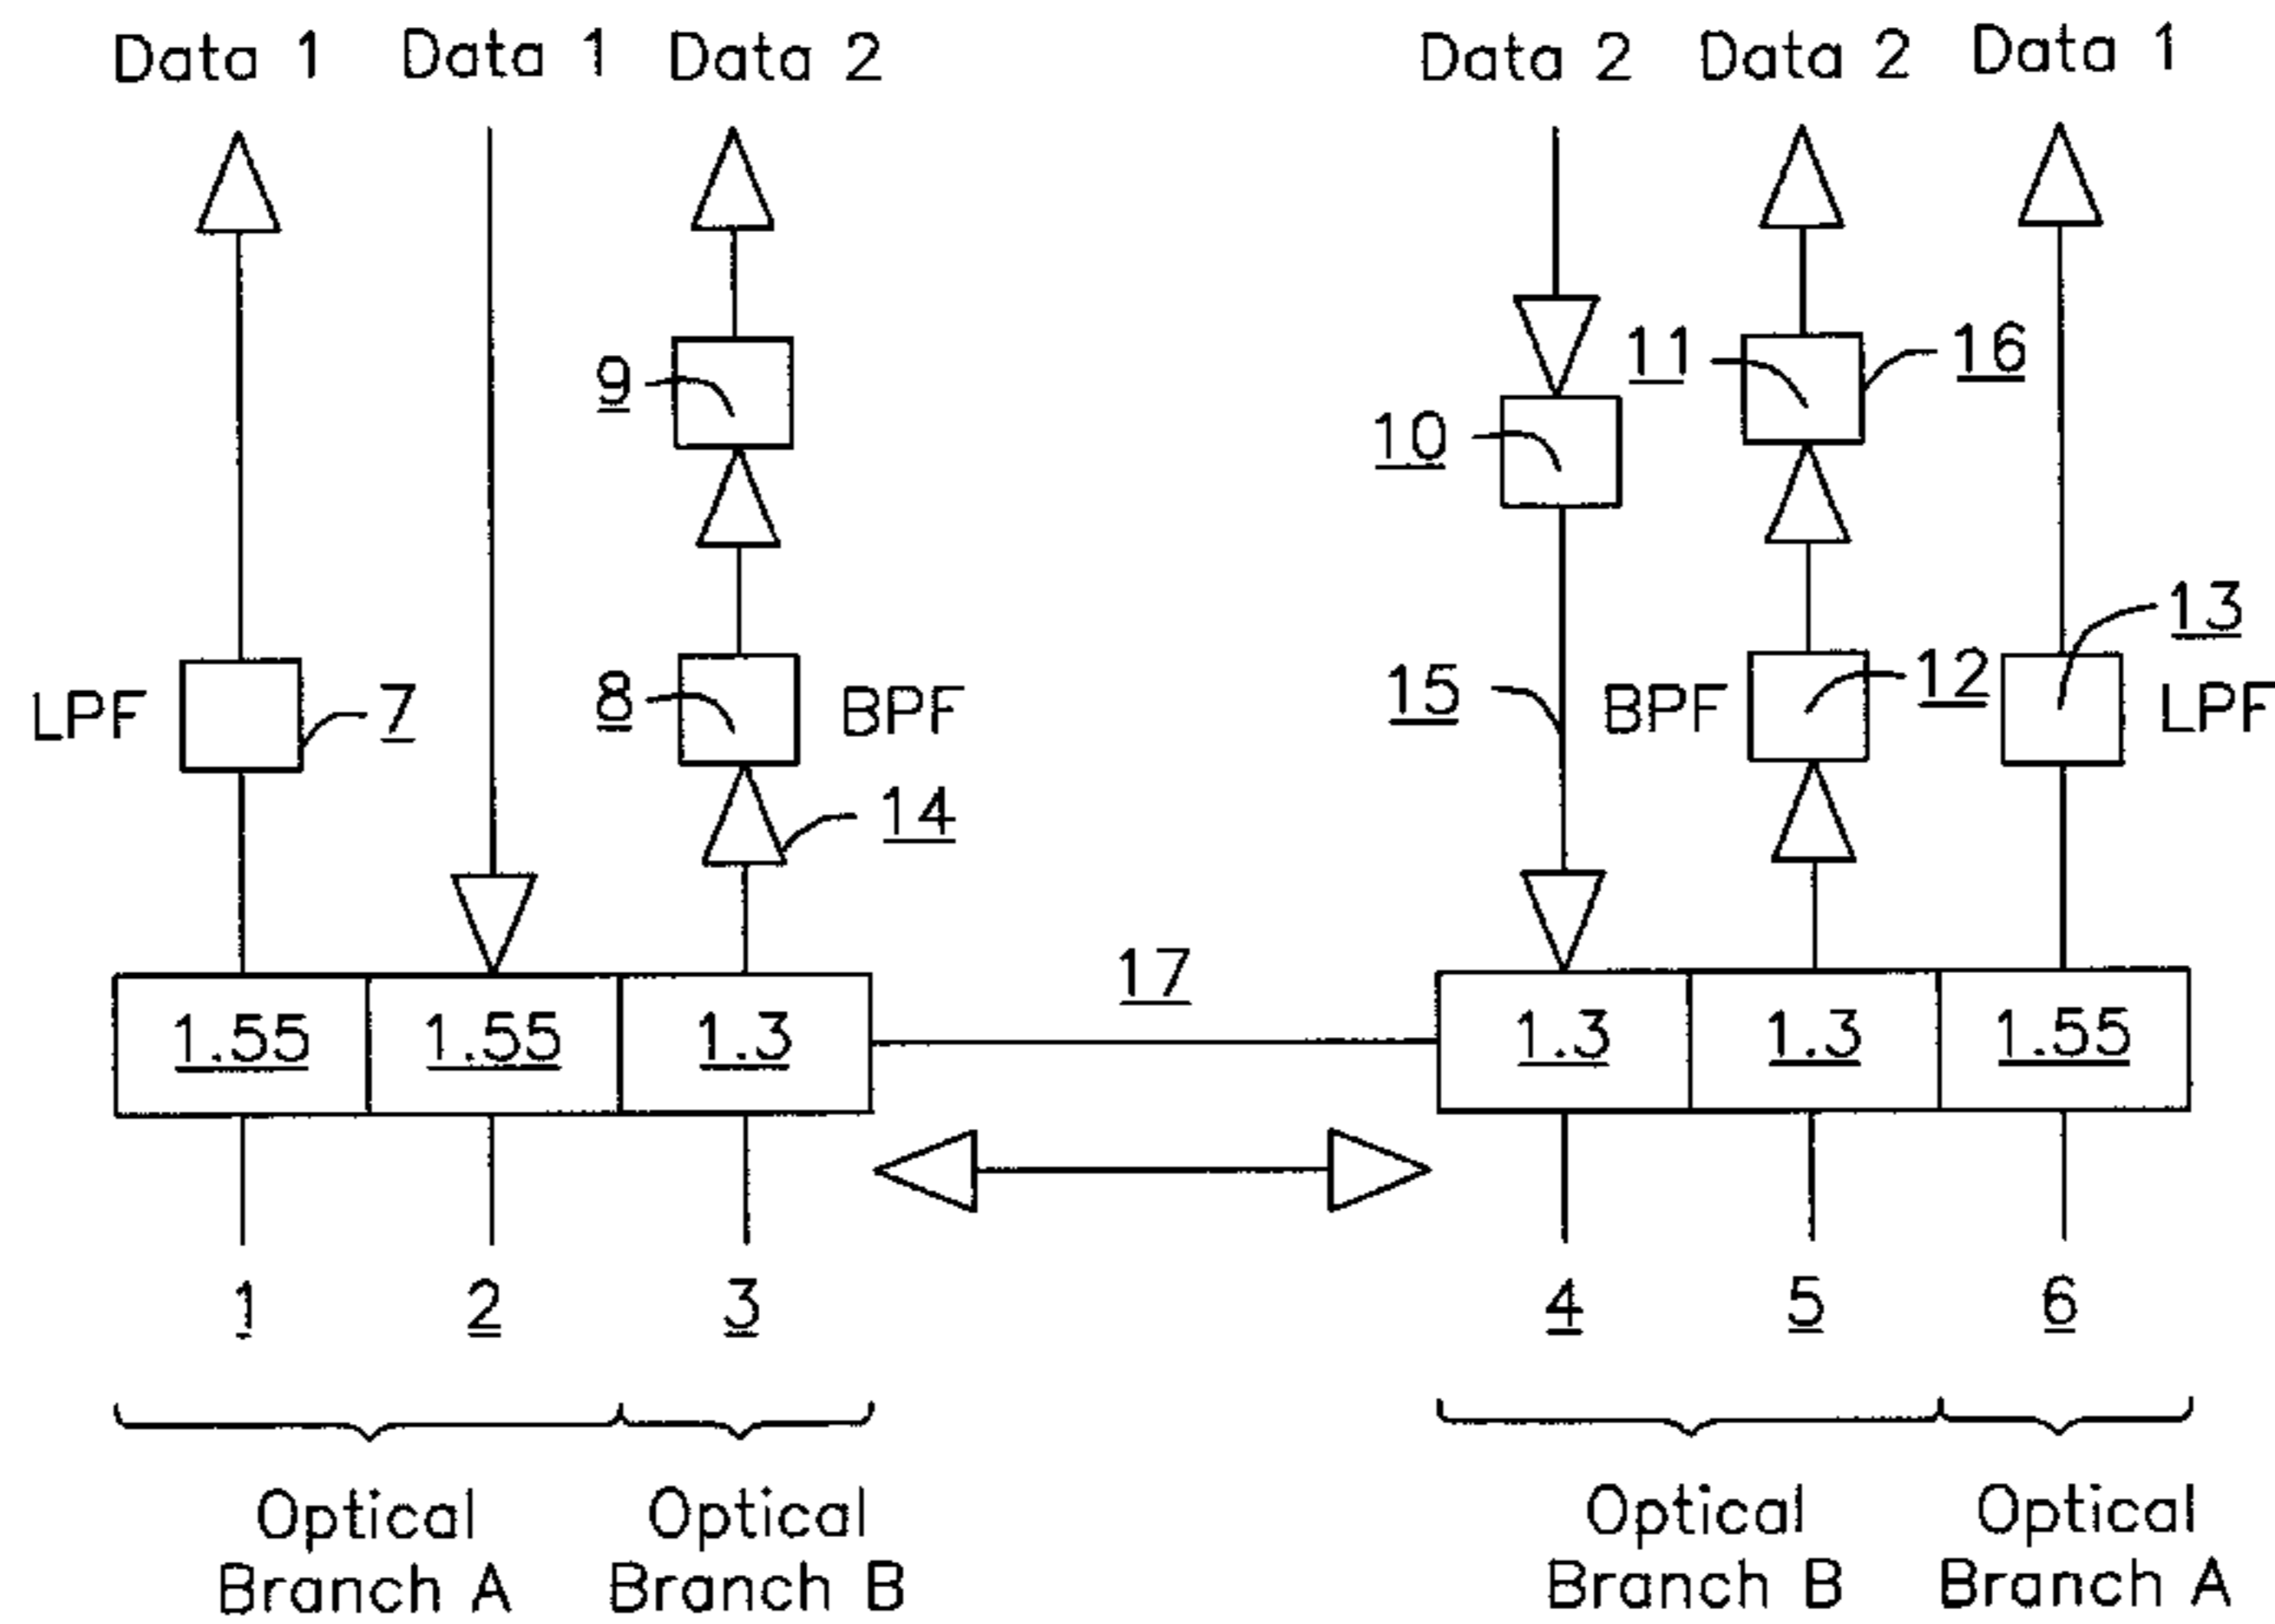 Data 1 Data 1 Data 2 Data 2 Data 2 Data 1
9 10 11 16
LPF 7 8 BPF 14 15 BPF 12 13 LPF
1.55 1.55 1.3 17 1.3 1.3 1.55
1 2 3 4 5 6
Optical Optical Optical Optical
Branch A Branch B Branch B Branch A